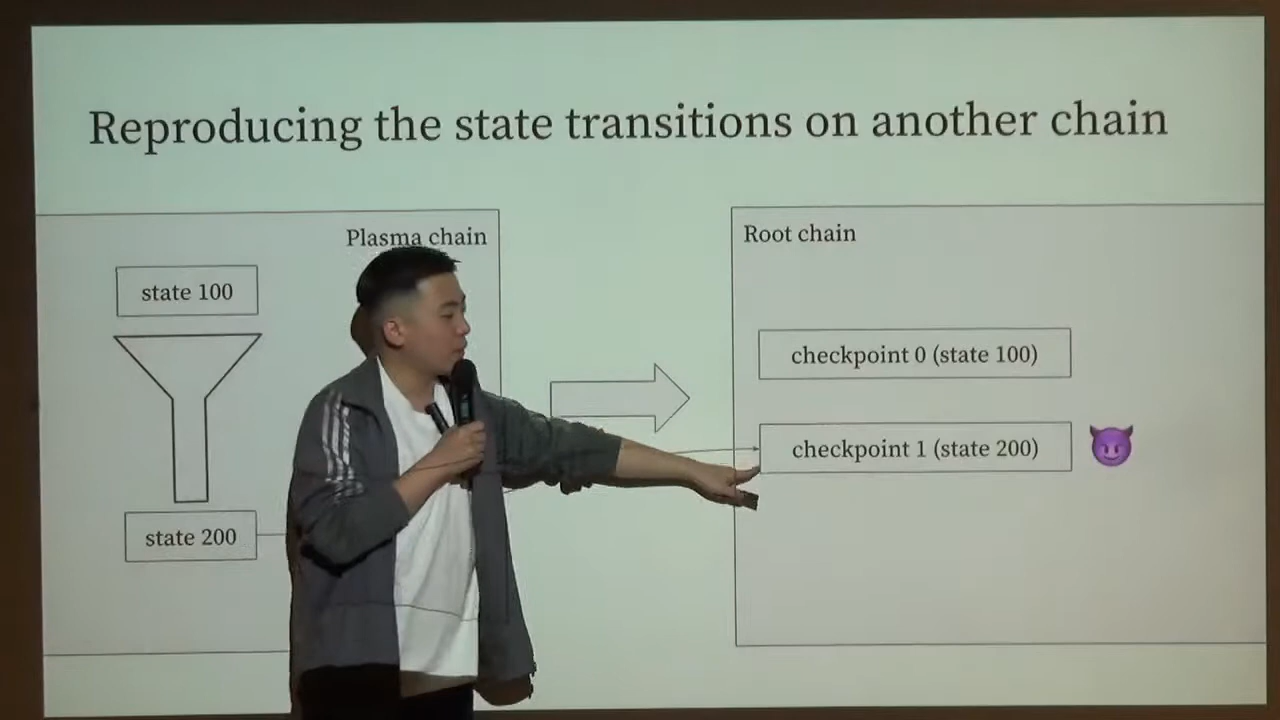 Reproducing the state transitions on another chain
Plasma chain
state 100
state 200
Root chain
checkpoint 0 (state 100)
checkpoint 1 (state 200)